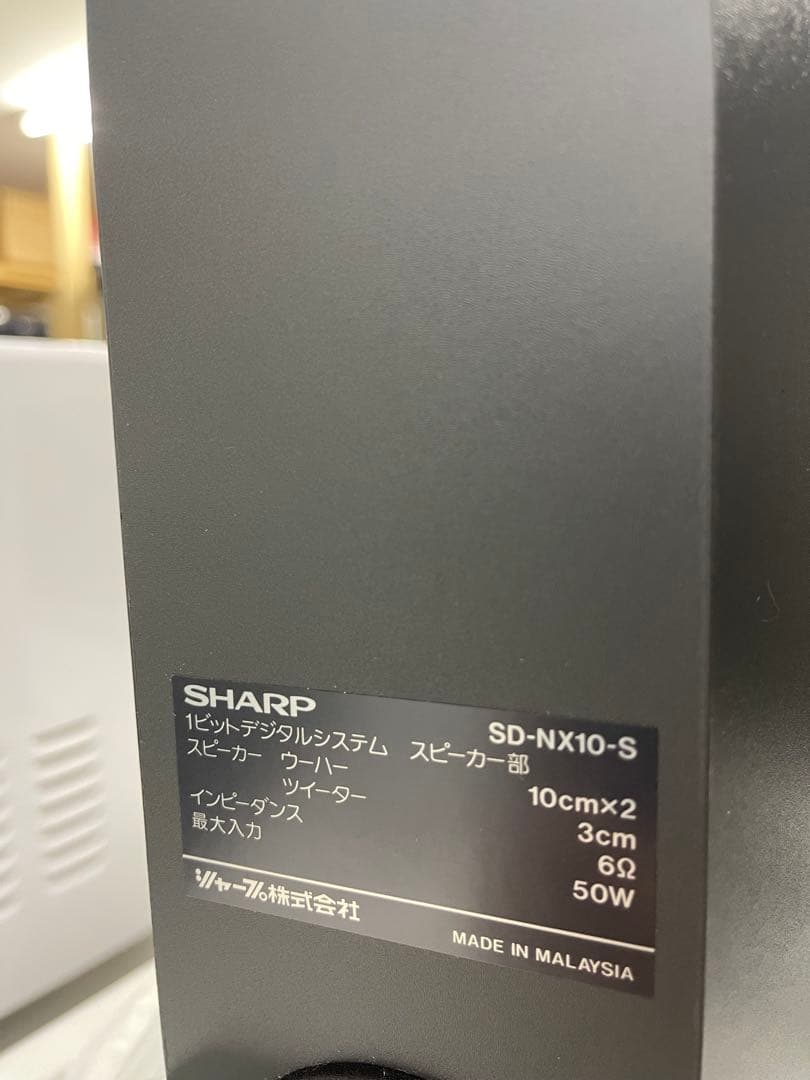 SHARP
SD-NX10-S
1ビットデジタルシステム スピーカー部
スピーカー ウーハー 10cm×2
ツイーター 3cm
インピーダンス 6Ω
最大入力 50W
シャープ株式会社
MADE IN MALAYSIA